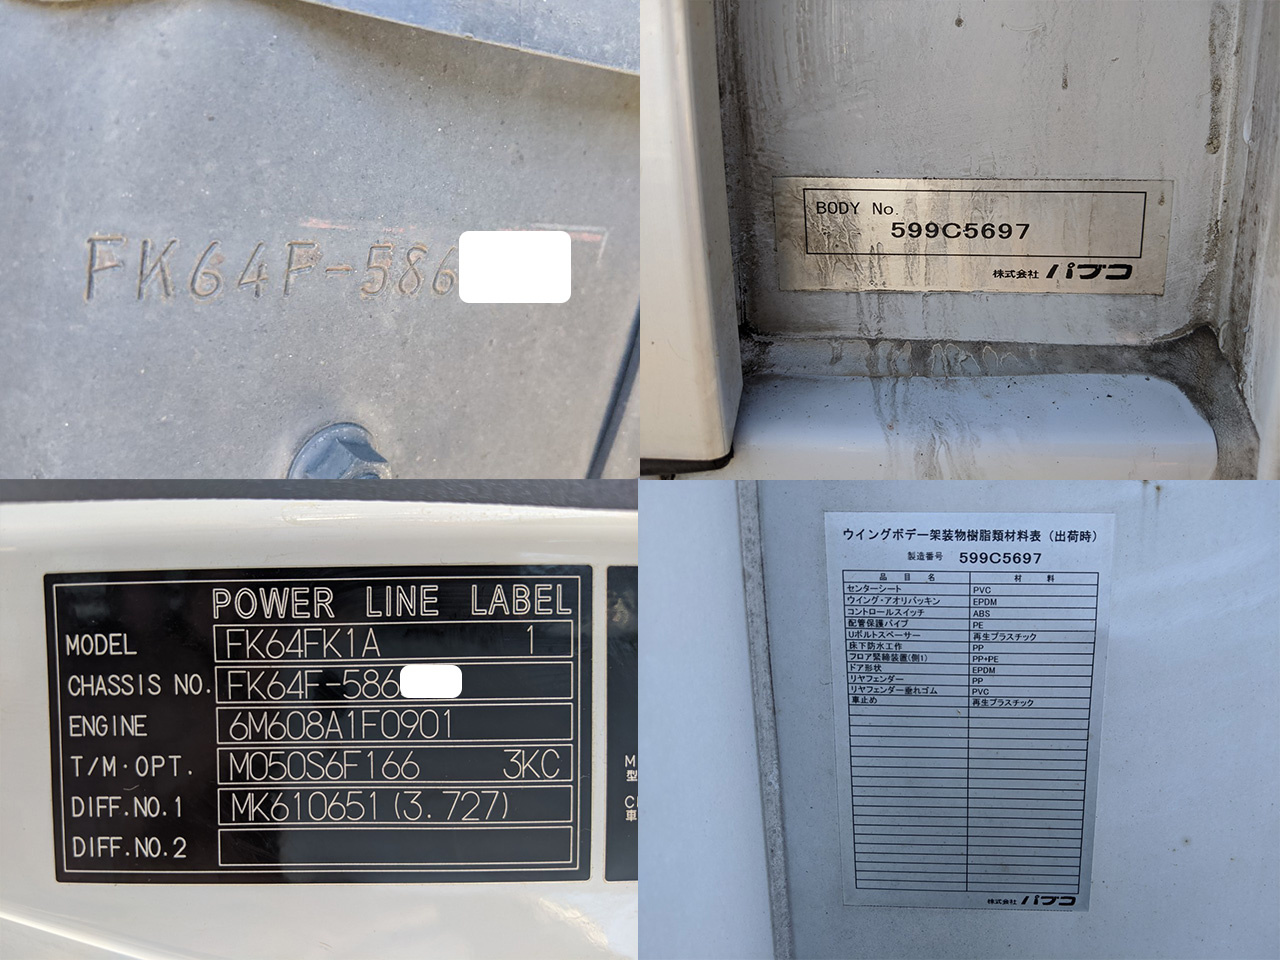 FK64F-586
BODY No.
599C5697
株式会社 パブコ
POWER LINE LABEL
MODEL FK64FK1A 1
CHASSIS NO. FK64F-586
ENGINE 6M608A1F0901
T/M・OPT. M050S6F166 3KC
DIFF.NO.1 MK610651(3.727)
DIFF.NO.2
M
型
C
車
ウイングボデー架装物樹脂類材料表（出荷時）
製造番号 599C5697
品目名 材料
センターシート PVC
ウイング・アオリパッキン EPDM
コントロールスイッチ ABS
配管保護パイプ PE
Uボルトスペーサー 再生プラスチック
床下防水工作 PP
フロア緊締装置(側1) PP+PE
ドア形状 EPDM
リヤフェンダー PP
リヤフェンダー垂れゴム PVC
車止め 再生プラスチック
株式会社 パブコ